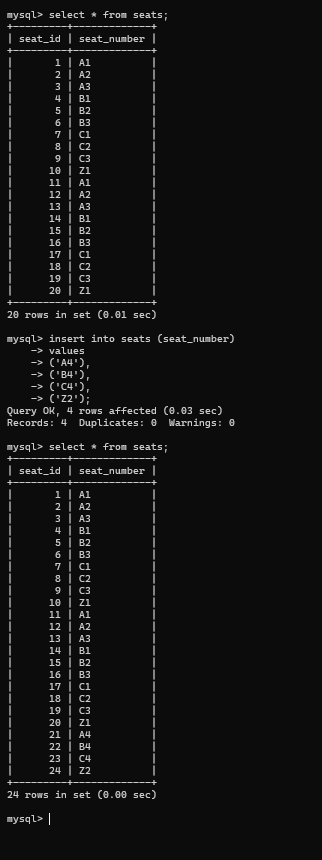 mysql> select * from seats;
+---------+-------------+
| seat_id | seat_number |
+---------+-------------+
|       1 | A1          |
|       2 | A2          |
|       3 | A3          |
|       4 | B1          |
|       5 | B2          |
|       6 | B3          |
|       7 | C1          |
|       8 | C2          |
|       9 | C3          |
|      10 | Z1          |
|      11 | A1          |
|      12 | A2          |
|      13 | A3          |
|      14 | B1          |
|      15 | B2          |
|      16 | B3          |
|      17 | C1          |
|      18 | C2          |
|      19 | C3          |
|      20 | Z1          |
+---------+-------------+
20 rows in set (0.01 sec)

mysql> insert into seats (seat_number)
    -> values
    -> ('A4'),
    -> ('B4'),
    -> ('C4'),
    -> ('Z2');
Query OK, 4 rows affected (0.03 sec)
Records: 4  Duplicates: 0  Warnings: 0

mysql> select * from seats;
+---------+-------------+
| seat_id | seat_number |
+---------+-------------+
|       1 | A1          |
|       2 | A2          |
|       3 | A3          |
|       4 | B1          |
|       5 | B2          |
|       6 | B3          |
|       7 | C1          |
|       8 | C2          |
|       9 | C3          |
|      10 | Z1          |
|      11 | A1          |
|      12 | A2          |
|      13 | A3          |
|      14 | B1          |
|      15 | B2          |
|      16 | B3          |
|      17 | C1          |
|      18 | C2          |
|      19 | C3          |
|      20 | Z1          |
|      21 | A4          |
|      22 | B4          |
|      23 | C4          |
|      24 | Z2          |
+---------+-------------+
24 rows in set (0.00 sec)

mysql>